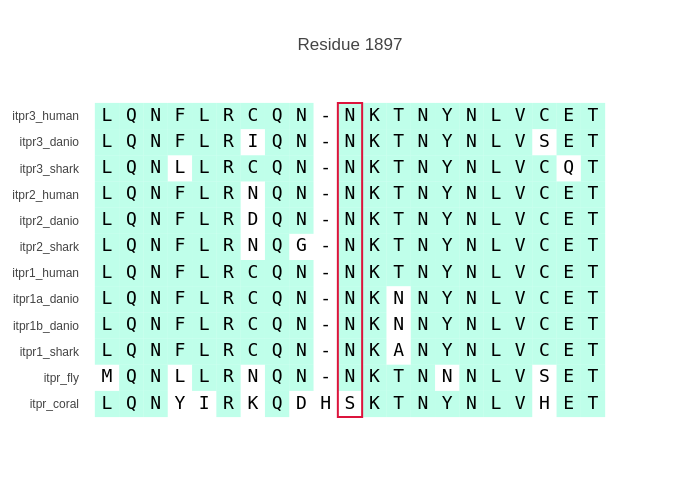 Residue 1897
itpr3_human L Q N F L R C Q N - N K T N Y N L V C E T
itpr3_danio L Q N F L R I Q N - N K T N Y N L V S E T
itpr3_shark L Q N L L R C Q N - N K T N Y N L V C Q T
itpr2_human L Q N F L R N Q N - N K T N Y N L V C E T
itpr2_danio L Q N F L R D Q N - N K T N Y N L V C E T
itpr2_shark L Q N F L R N Q G - N K T N Y N L V C E T
itpr1_human L Q N F L R C Q N - N K T N Y N L V C E T
itpr1a_danio L Q N F L R C Q N - N K N N Y N L V C E T
itpr1b_danio L Q N F L R C Q N - N K N N Y N L V C E T
itpr1_shark L Q N F L R C Q N - N K A N Y N L V C E T
itpr_fly M Q N L L R N Q N - N K T N N N L V S E T
itpr_coral L Q N Y I R K Q D H S K T N Y N L V H E T